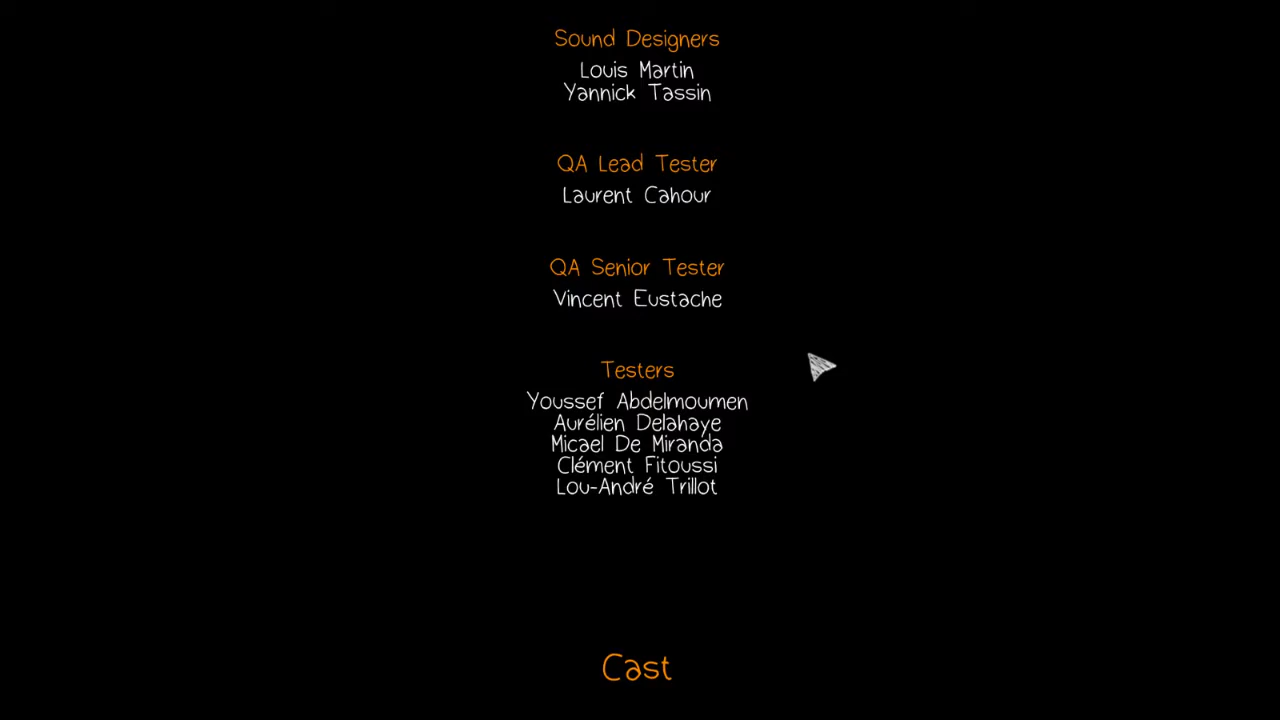 Sound Designers
Louis Martin
Yannick Tassin
QA Lead Tester
Laurent Cahour
QA Senior Tester
Vincent Eustache
Testers
Youssef Abdelmoumen
Aurélien Delahaye
Micael De Miranda
Clément Fitoussi
Lou-André Trillot
Cast